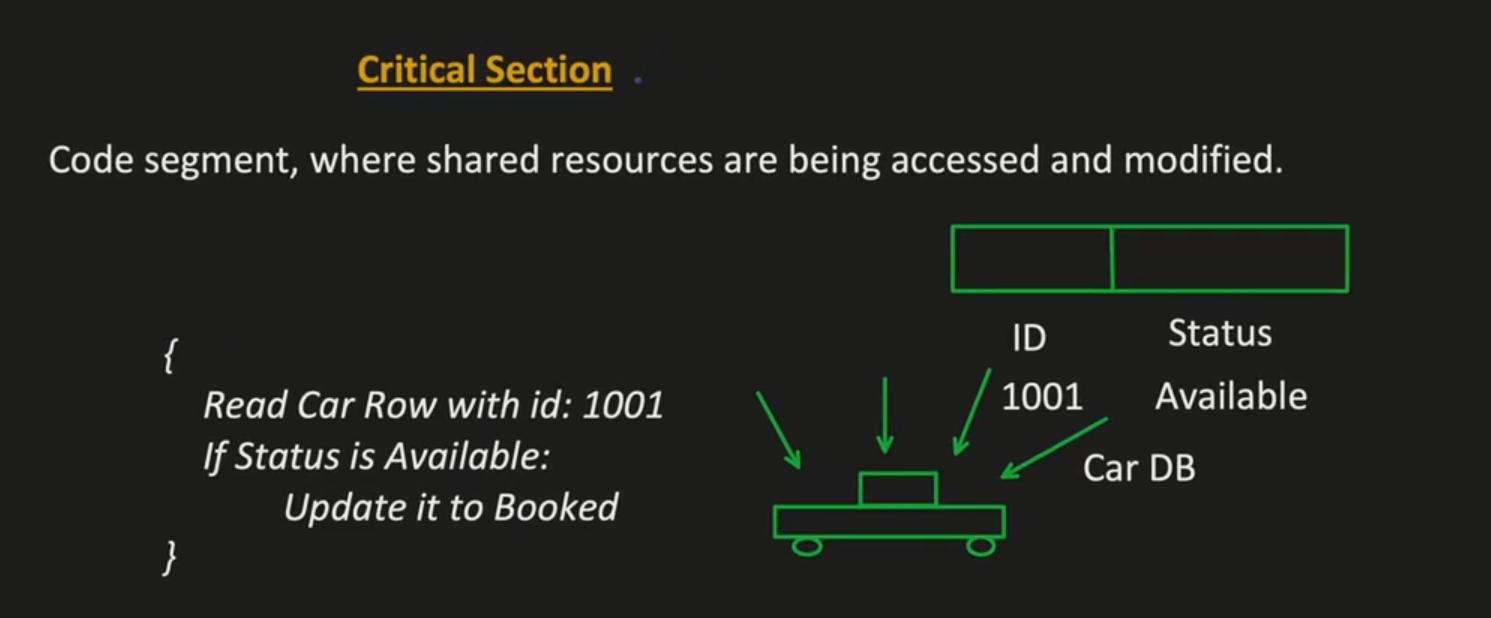 Critical Section
Code segment, where shared resources are being accessed and modified.
ID Status
1001 Available
Car DB
{
Read Car Row with id: 1001
If Status is Available:
Update it to Booked
}